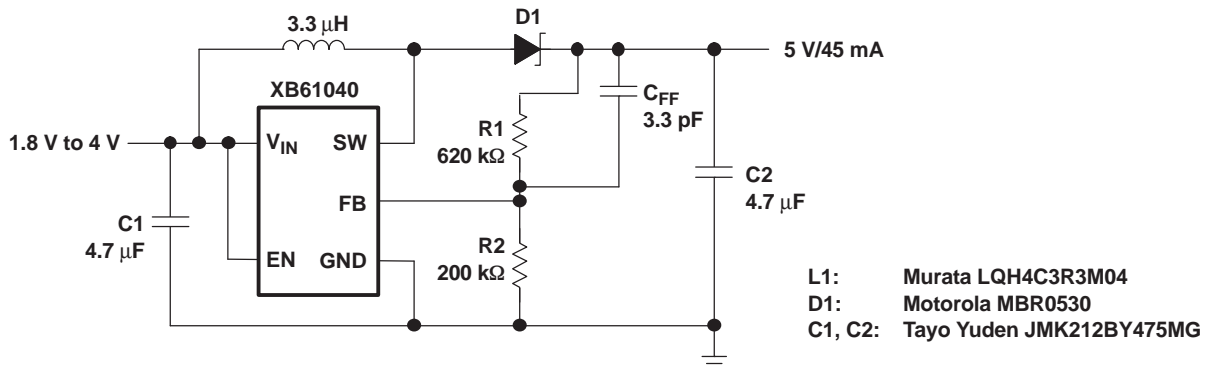 D1
3.3 μH
5 V/45 mA
XB61040
CFF
3.3 pF
1.8 V to 4 V
VIN
SW
R1
620 kΩ
C1
4.7 μF
FB
C2
4.7 μF
EN
GND
R2
200 kΩ
L1: Murata LQH4C3R3M04
D1: Motorola MBR0530
C1, C2: Tayo Yuden JMK212BY475MG